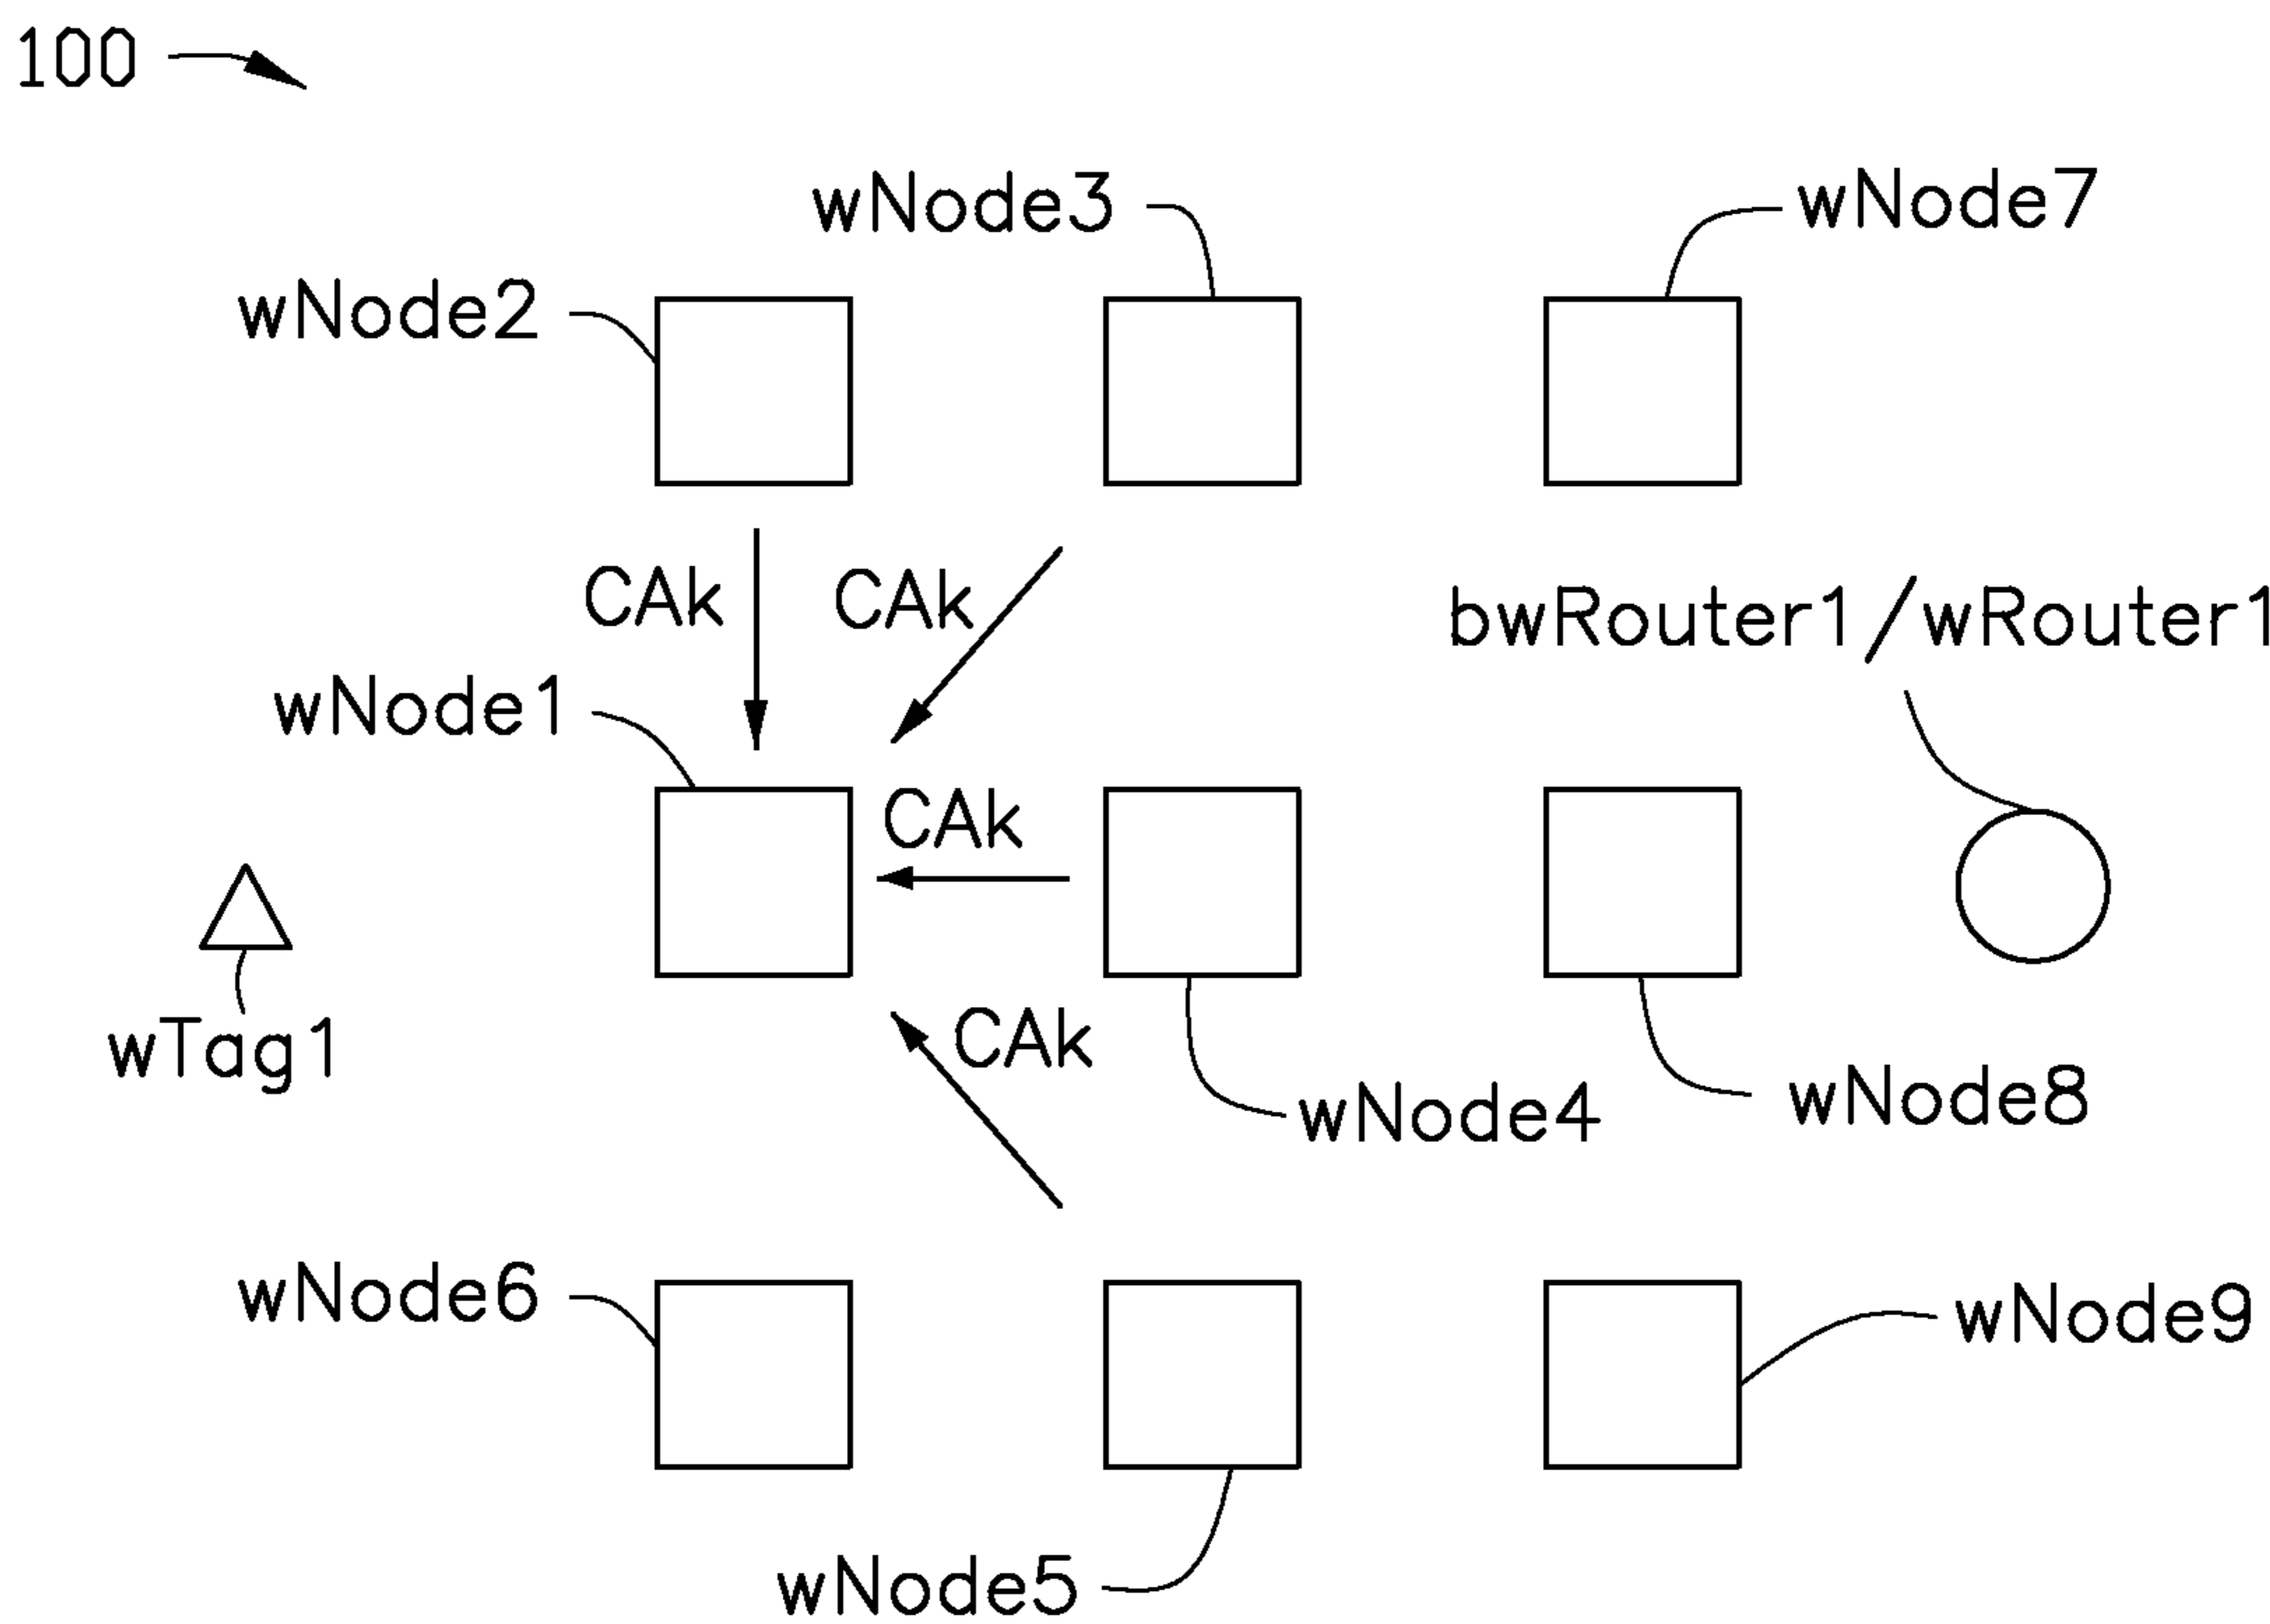 100
wNode3
wNode7
wNode2
CAk
CAk
bwRouter1/wRouter1
wNode1
CAk
wTag1
CAk
wNode4
wNode8
wNode6
wNode9
wNode5